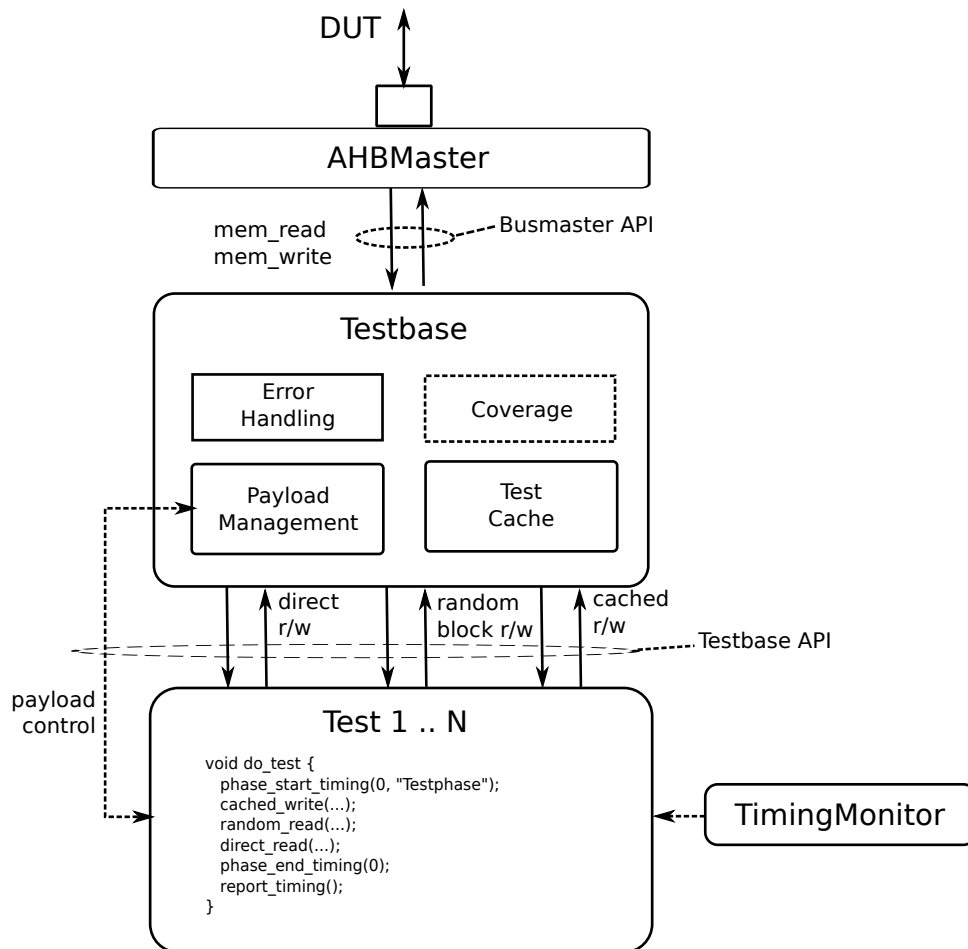 DUT
AHBMaster
mem_read
mem_write
Busmaster API
Testbase
Error
Handling
Coverage
Payload
Management
Test
Cache
direct
r/w
random
block r/w
cached
r/w
Testbase API
payload
control
Test 1 .. N
void do_test {
phase_start_timing(0, "Testphase");
cached_write(...);
random_read(...);
direct_read(...);
phase_end_timing(0);
report_timing();
}
TimingMonitor